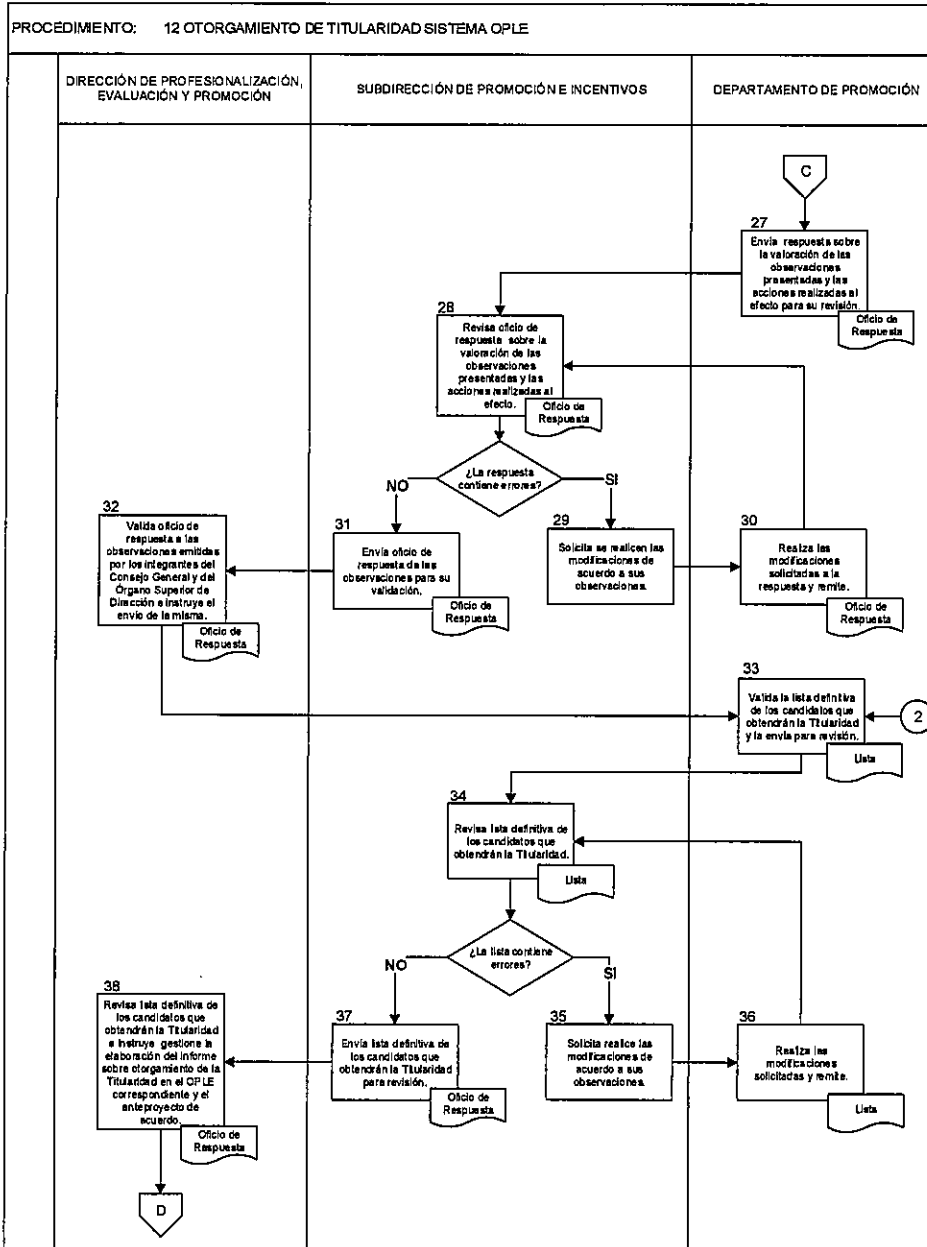 PROCEDIMIENTO: 12 OTORGAMIENTO DE TITULARIDAD SISTEMA OPLE
DIRECCIÓN DE PROFESIONALIZACIÓN,
EVALUACIÓN Y PROMOCIÓN
SUBDIRECCIÓN DE PROMOCIÓN E INCENTIVOS
DEPARTAMENTO DE PROMOCIÓN
C
27
Envía respuesta sobre
la valoración de las
observaciones
presentadas y las
acciones realizadas al
efecto para su revisión.
Oficio de
Respuesta
28
Revisa oficio de
respuesta sobre la
valoración de las
observaciones
presentadas y las
acciones realizadas al
efecto.
Oficio de
Respuesta
¿La respuesta
contiene errores?
NO
SI
32
Valida oficio de
respuesta a las
observaciones emitidas
por los integrantes del
Consejo General y del
Órgano Superior de
Dirección e instruye el
envío de la misma.
Oficio de
Respuesta
31
Envía oficio de
respuesta de las
observaciones para su
validación.
Oficio de
Respuesta
29
Solicita se realicen las
modificaciones de
acuerdo a sus
observaciones.
30
Realiza las
modificaciones
solicitadas a la
respuesta y remite.
Oficio de
Respuesta
33
Valida la lista definitiva
de los candidatos que
obtendrán la Titularidad
y la envía para revisión.
Lista
2
34
Revisa lista definitiva de
los candidatos que
obtendrán la Titularidad.
Lista
¿La lista contiene
errores?
NO
SI
38
Revisa lista definitiva de
los candidatos que
obtendrán la Titularidad
e instruye gestione la
elaboración del informe
sobre otorgamiento de la
Titularidad en el OPLE
correspondiente y el
anteproyecto de
acuerdo.
Oficio de
Respuesta
37
Envía lista definitiva de
los candidatos que
obtendrán la Titularidad
para revisión.
Oficio de
Respuesta
35
Solicita realice las
modificaciones de
acuerdo a sus
observaciones.
36
Realiza las
modificaciones
solicitadas y remite.
Lista
D